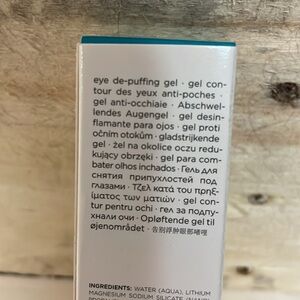 eye de-puffing gel · gel con-
tour des yeux anti-poches ·
gel anti-occhiaie · Abschwel-
lendes Augengel · gel desin-
flamante para ojos · gel proti
očním otokům · gladstrijkende
gel · żel na okolice oczu redu-
kujący obrzęki · gel para com-
bater olhos inchados · Гель для
снятия припухлостей под
глазами · Τζελ κατά του πρηξ-
ίματος των ματιών · gel con-
tur pentru ochi · гел за подпу-
хнали очи · Opløftende gel til
øjenområdet ·
INGREDIENTS: WATER (AQUA), LITHIUM
MAGNESIUM SODIUM SILICATE